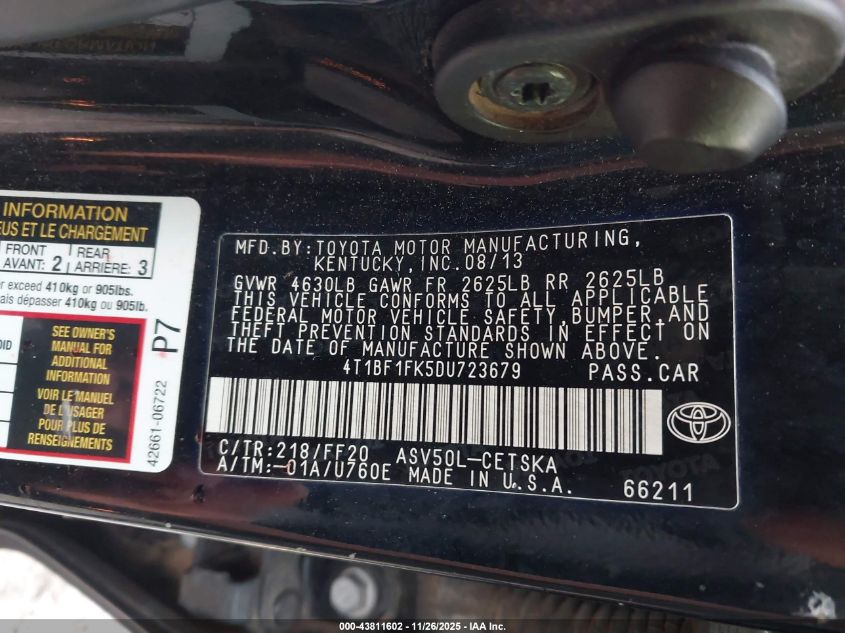 INFORMATION
EUS ET LE CHARGEMENT
FRONT
AVANT: 2
REAR
ARRIÈRE: 3
er exceed 410kg or 905lbs.
ais dépasser 410kg ou 905lb.
SEE OWNER'S
MANUAL FOR
ADDITIONAL
INFORMATION
VOIR LE MANUEL
DE L'USAGER
POUR PLUS DE
RENSEIGNEMENTS
P7
42661-06722
MFD.BY:TOYOTA MOTOR MANUFACTURING,
KENTUCKY,INC.08/13
GVWR 4630LB GAWR FR 2625LB RR 2625LB
THIS VEHICLE CONFORMS TO ALL APPLICABLE
FEDERAL MOTOR VEHICLE SAFETY,BUMPER,AND
THEFT PREVENTION STANDARDS IN EFFECT ON
THE DATE OF MANUFACTURE SHOWN ABOVE.
4T1BF1FK5DU723679 PASS.CAR
C/TR:218/FF20 ASV50L-CETSKA
A/TM:-01A/U760E MADE IN U.S.A. 66211
000-43811602 - 11/26/2025 - IAA Inc.